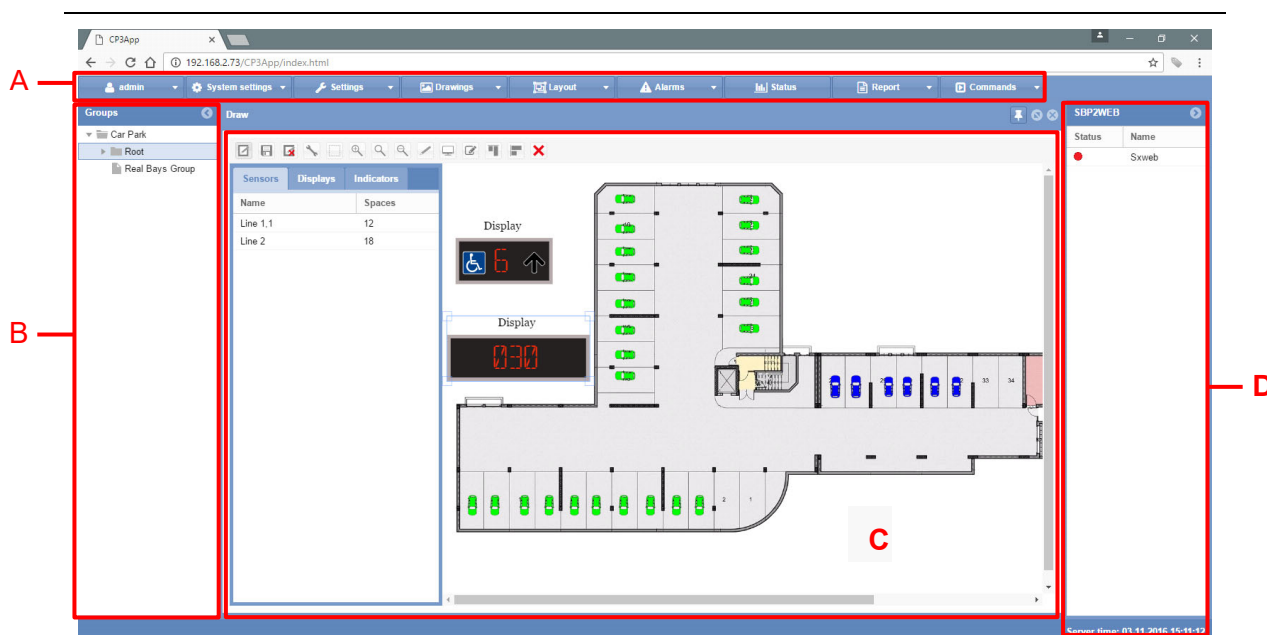 CP3App
192.168.2.73/CP3App/index.html
A
admin
System settings
Settings
Drawings
Layout
Alarms
Status
Report
Commands
Groups
Draw
SBP2WEB
Car Park
Root
Real Bays Group
Status Name
Sxweb
Sensors Displays Indicators
Name Spaces
Line 1,1 12
Line 2 18
Display
6
Display
030
B
33 34
2 1
C
D
Server time: 03.11.2016 15:11:12